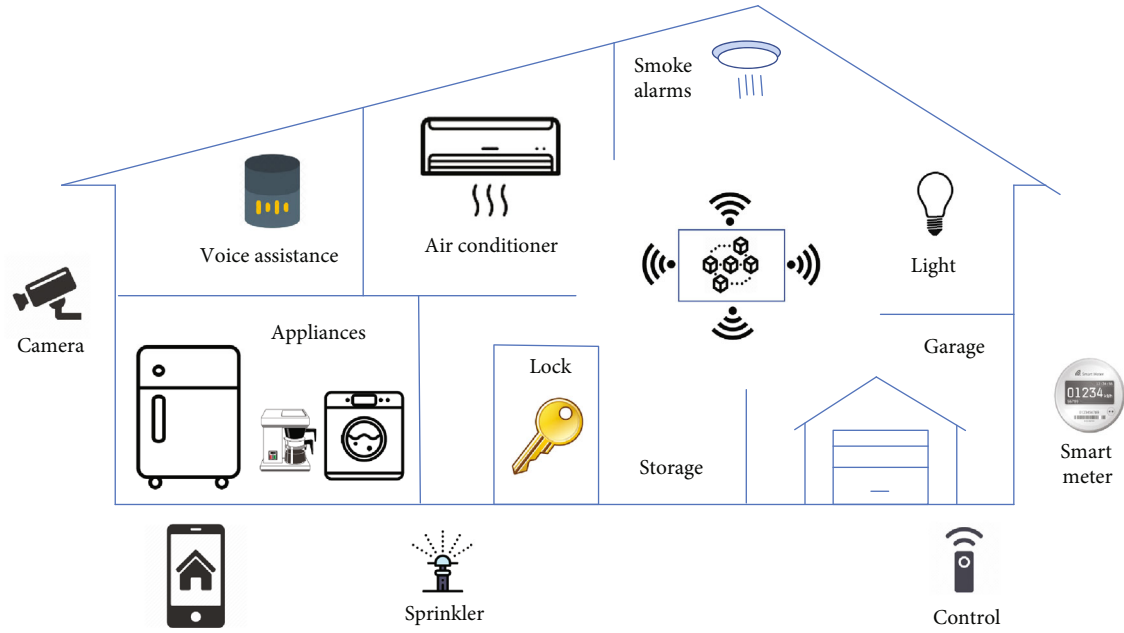 Smoke
alarms
Voice assistance
Air conditioner
Light
Camera
Appliances
Lock
Garage
01234
Storage
Smart
meter
Sprinkler
Control